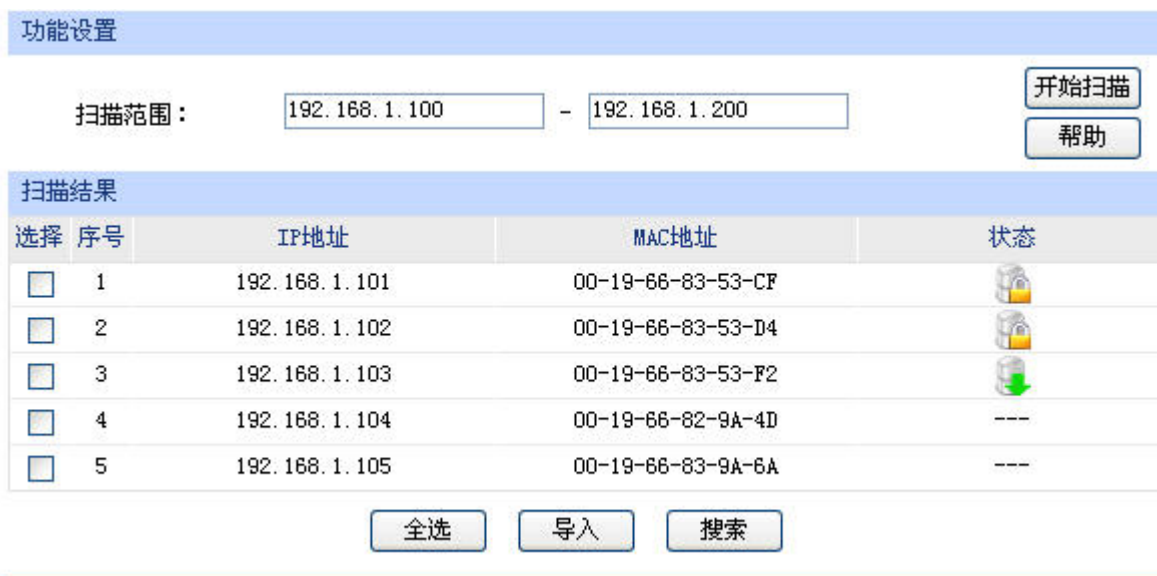 功能设置
扫描范围： 192.168.1.100 - 192.168.1.200 开始扫描
帮助
扫描结果
选择 序号 IP地址 MAC地址 状态
1 192.168.1.101 00-19-66-83-53-CF
2 192.168.1.102 00-19-66-83-53-D4
3 192.168.1.103 00-19-66-83-53-F2
4 192.168.1.104 00-19-66-82-9A-4D ---
5 192.168.1.105 00-19-66-83-9A-6A ---
全选 导入 搜索